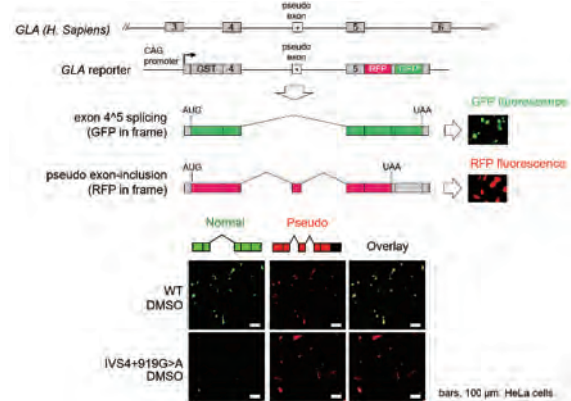 pseudo
exon
3 4 5 6
GLA (H. Sapiens)
CAG
promoter
pseudo
exon
GLA reporter
GST 4 5 RFP GFP
exon 4^5 splicing
(GFP in frame)
AUG UAA
GFP fluorescence
pseudo exon-inclusion
(RFP in frame)
AUG UAA
RFP fluorescence
Normal Pseudo Overlay
WT
DMSO
IVS4+919G>A
DMSO
bars, 100 µm. HeLa cells